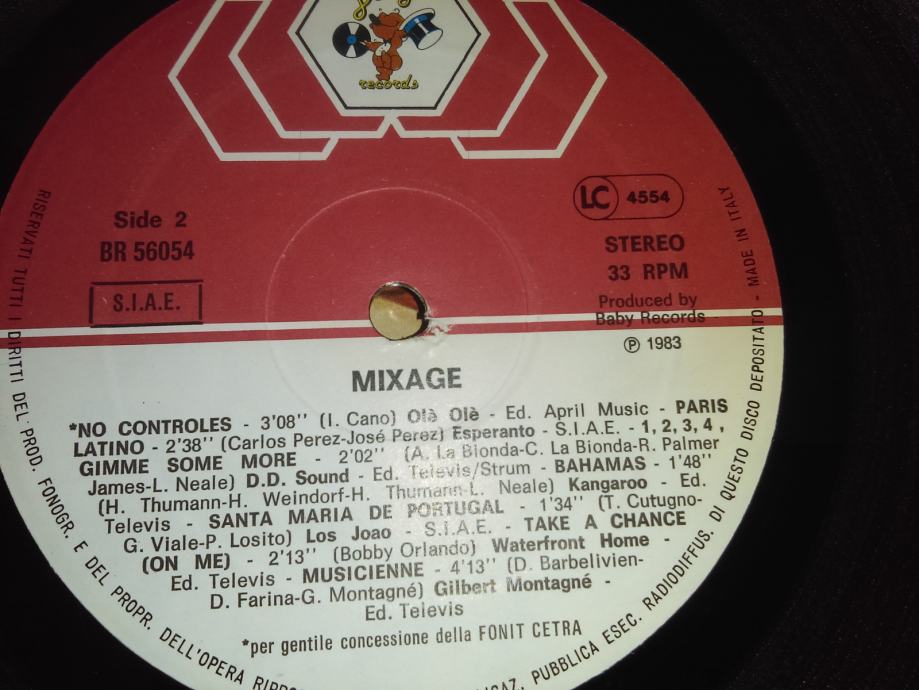 records
Side 2
BR 56054
S.I.A.E.
LC 4554
STEREO
33 RPM
Produced by
Baby Records
℗ 1983
MIXAGE
*NO CONTROLES - 3'08'' (I. Cano) Olè Olè - Ed. April Music - PARIS
LATINO - 2'38'' (Carlos Perez-José Perez) Esperanto - S.I.A.E. - 1, 2, 3, 4,
GIMME SOME MORE - 2'02'' (A. La Bionda-C. La Bionda-R. Palmer
James-L. Neale) D.D. Sound - Ed. Televis/Strum - BAHAMAS - 1'48''
(H. Thumann-H. Weindorf-H. Thumann-L. Neale) Kangaroo - Ed.
Televis - SANTA MARIA DE PORTUGAL - 1'34'' (T. Cutugno-
G. Viale-P. Losito) Los Joao - S.I.A.E. - TAKE A CHANCE
(ON ME) - 2'13'' (Bobby Orlando) Waterfront Home -
Ed. Televis - MUSICIENNE - 4'13'' (D. Barbelivien-
D. Farina-G. Montagné) Gilbert Montagné -
Ed. Televis
*per gentile concessione della FONIT CETRA
RISERVATI TUTTI I DIRITTI DEL PROD. FONOGR. E DEL PROPR. DELL'OPERA
PUBBLICA ESEC. RADIODIFFUS. DI QUESTO DISCO DEPOSITATO - MADE IN ITALY